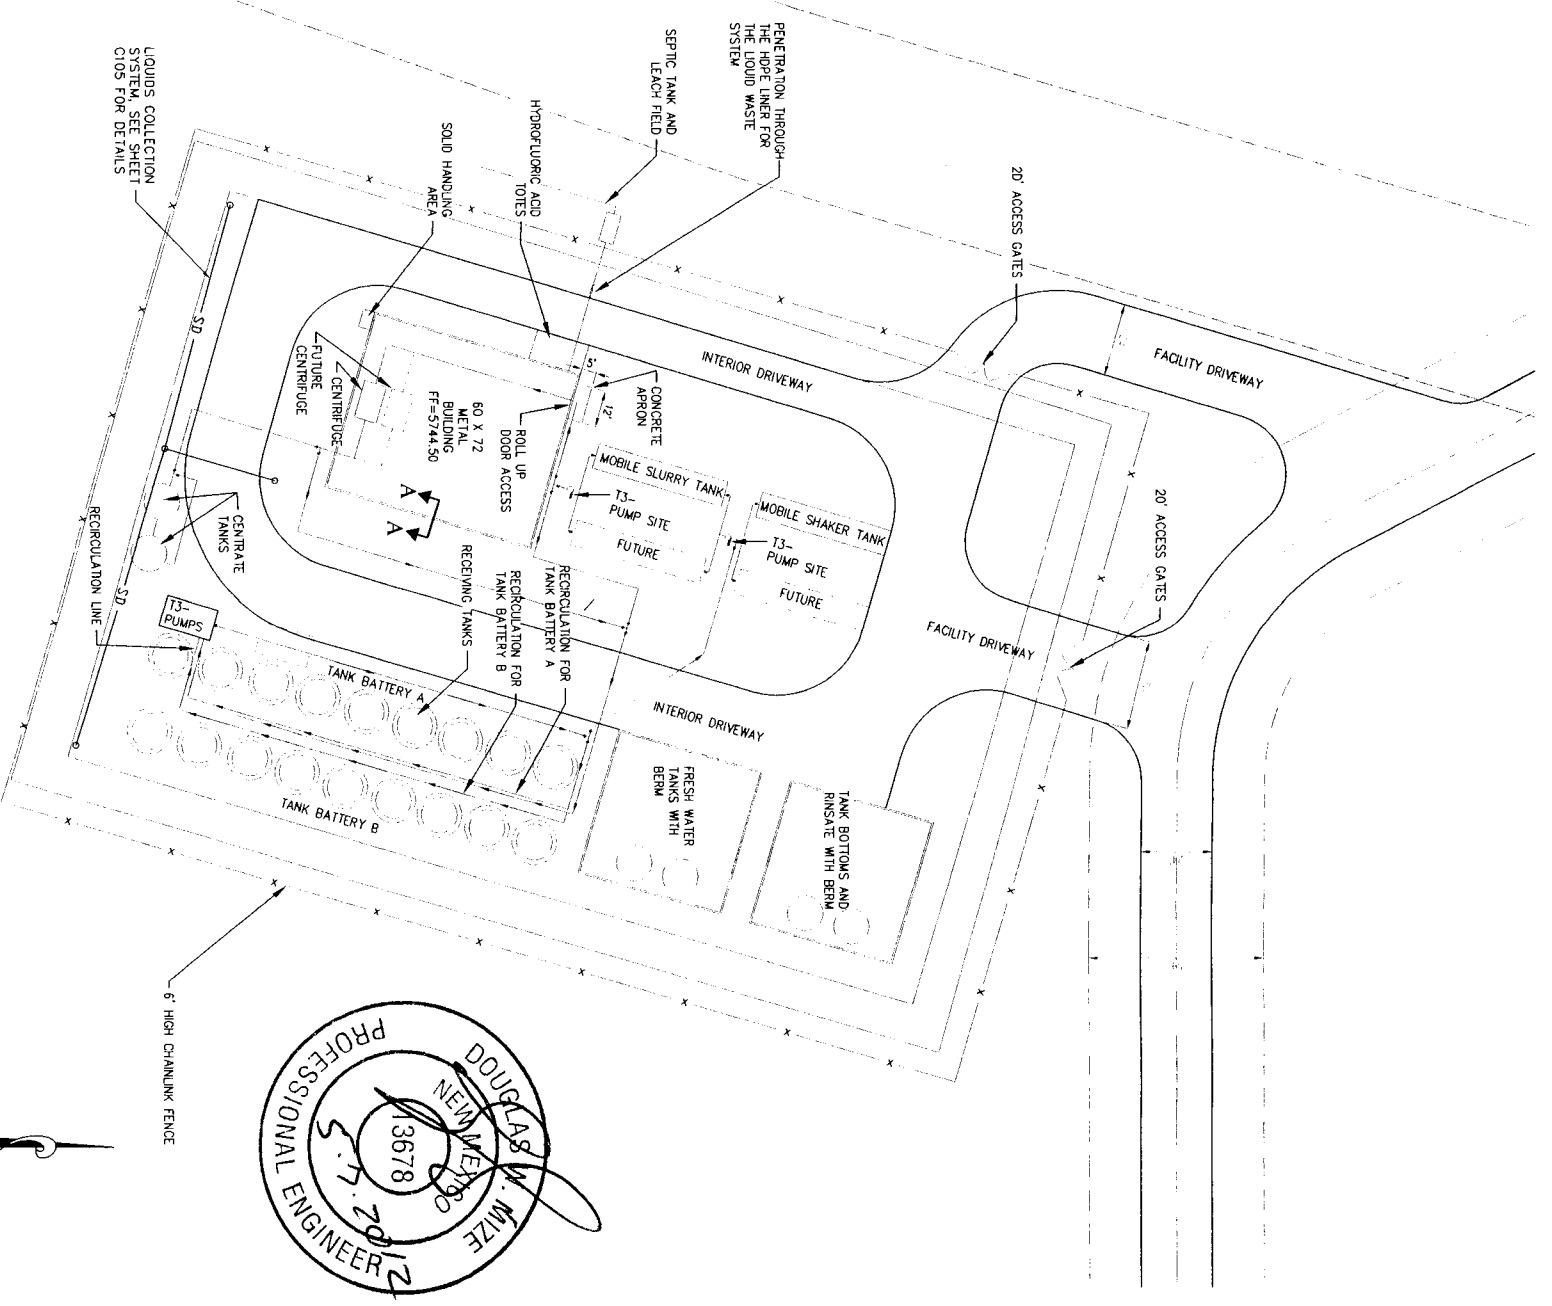 PENETRATION THROUGH
THE HDPE LINER FOR
THE LIQUID WASTE
SYSTEM
SEPTIC TANK AND
LEACH FIELD
HYDROFLUORIC ACID
TOTES
SOLID HANDLING
AREA
LIQUIDS COLLECTION
SYSTEM, SEE SHEET
C105 FOR DETAILS
20' ACCESS GATES
FACILITY DRIVEWAY
INTERIOR DRIVEWAY
5'
12'
CONCRETE
APRON
ROLL UP
DOOR ACCESS
60 X 72
METAL
BUILDING
FF=5744.50
CENTRIFUGE
FUTURE
CENTRIFUGE
SD
A
A
MOBILE SLURRY TANK
T3-
PUMP SITE
FUTURE
MOBILE SHAKER TANK
T3-
PUMP SITE
FUTURE
20' ACCESS GATES
FACILITY DRIVEWAY
CENTRATE
TANKS
RECIRCULATION LINE
SD
T3-
PUMPS
RECEIVING TANKS
RECIRCULATION FOR
TANK BATTERY B
RECIRCULATION FOR
TANK BATTERY A
TANK BATTERY A
INTERIOR DRIVEWAY
TANK BATTERY B
FRESH WATER
TANKS WITH
BERM
TANK BOTTOMS AND
RINSATE WITH BERM
6' HIGH CHAINLINK FENCE
DOUGLAS W. MIZE
NEW MEXICO
13678
PROFESSIONAL ENGINEER